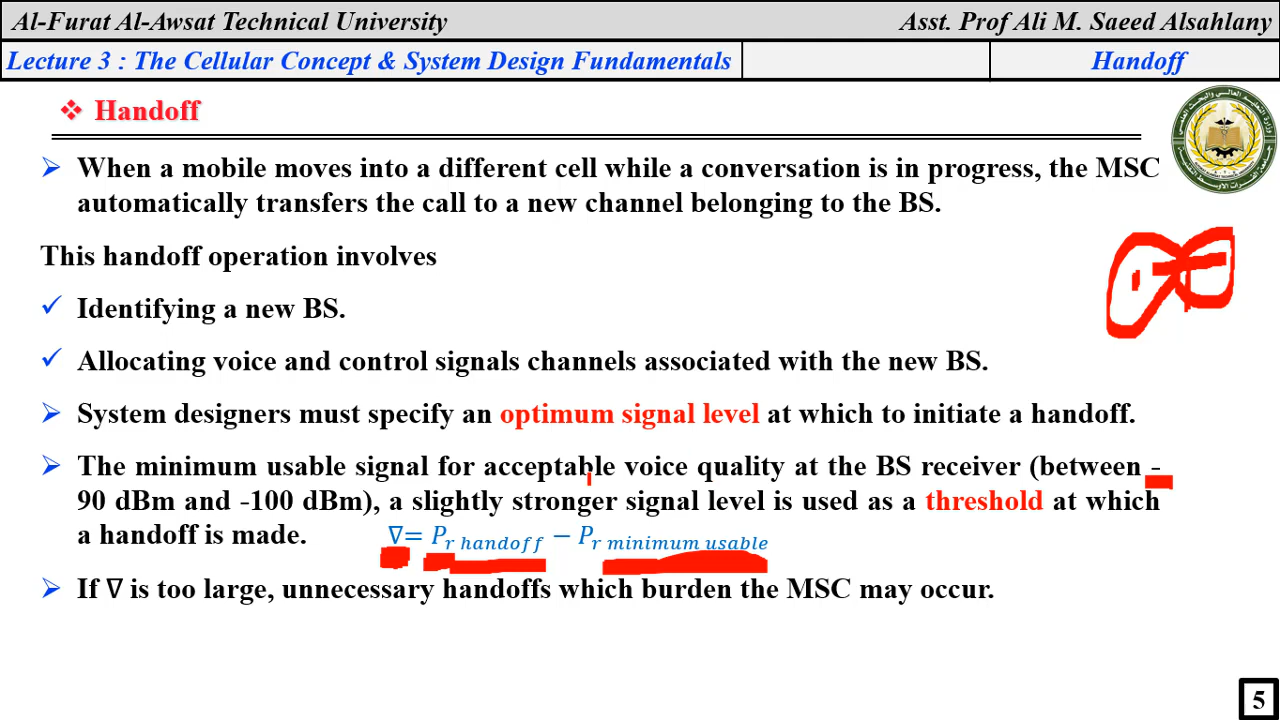 Al-Furat Al-Awsat Technical University
Asst. Prof Ali M. Saeed Alsahlany
Lecture 3 : The Cellular Concept & System Design Fundamentals
Handoff
❖ Handoff
➢ When a mobile moves into a different cell while a conversation is in progress, the MSC
automatically transfers the call to a new channel belonging to the BS.
This handoff operation involves
✓ Identifying a new BS.
✓ Allocating voice and control signals channels associated with the new BS.
➢ System designers must specify an optimum signal level at which to initiate a handoff.
➢ The minimum usable signal for acceptable voice quality at the BS receiver (between -
90 dBm and -100 dBm), a slightly stronger signal level is used as a threshold at which
a handoff is made. ∇= P_r handoff − P_r minimum usable
➢ If ∇ is too large, unnecessary handoffs which burden the MSC may occur.
5